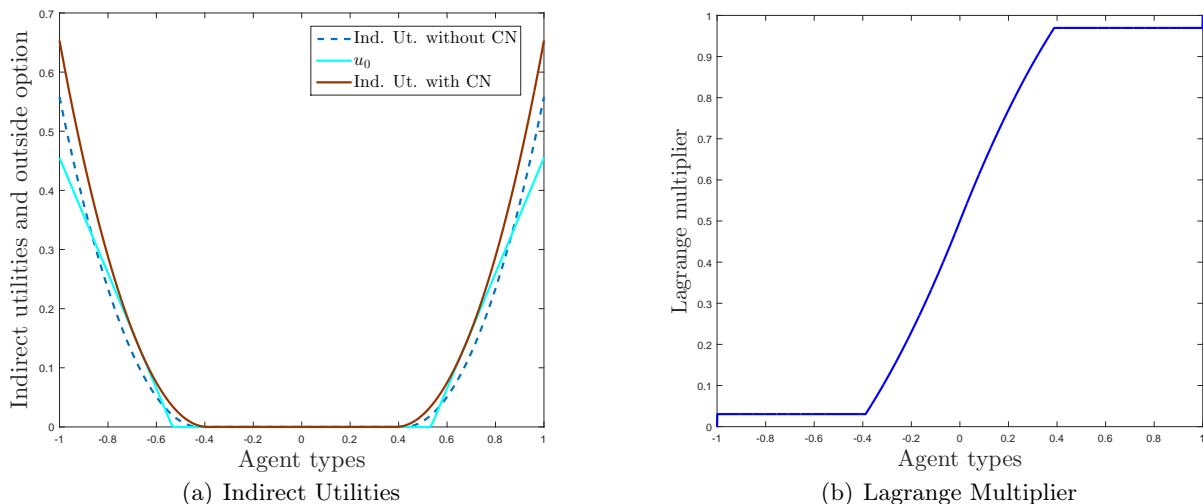 0.7
0.6
0.5
0.4
0.3
0.2
0.1
0
Indirect utilities and outside option
Ind. Ut. without CN
u0
Ind. Ut. with CN
-1 -0.8 -0.6 -0.4 -0.2 0 0.2 0.4 0.6 0.8 1
Agent types
(a) Indirect Utilities
1
0.9
0.8
0.7
0.6
0.5
0.4
0.3
0.2
0.1
0
Lagrange multiplier
-1 -0.8 -0.6 -0.4 -0.2 0 0.2 0.4 0.6 0.8 1
Agent types
(b) Lagrange Multiplier